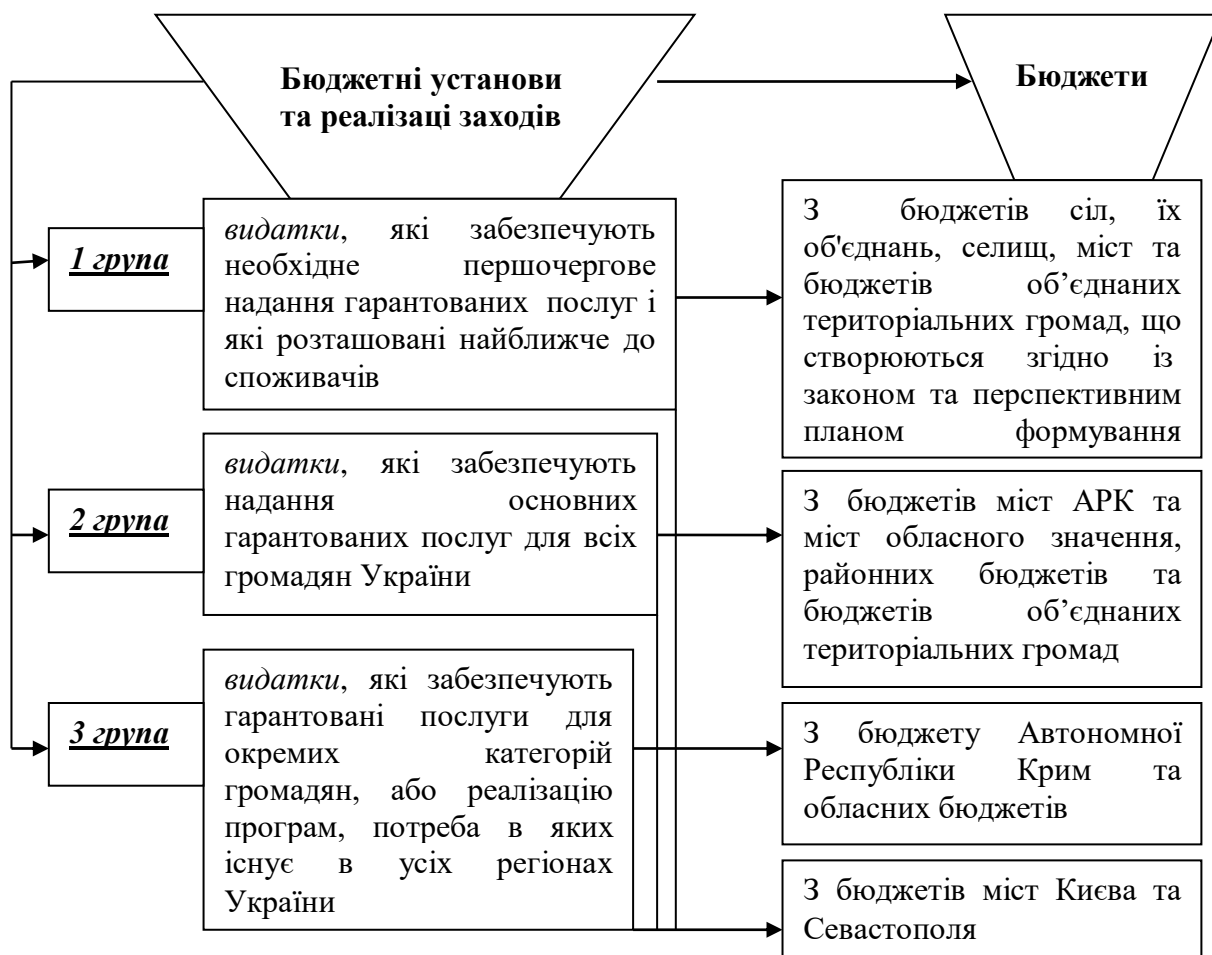 Бюджетні установи
та реалізаці заходів
Бюджети
1 група
видатки, які забезпечують
необхідне першочергове
надання гарантованих послуг і
які розташовані найближче до
споживачів
З бюджетів сіл, їх
об'єднань, селищ, міст та
бюджетів об’єднаних
територіальних громад, що
створюються згідно із
законом та перспективним
планом формування
2 група
видатки, які забезпечують
надання основних
гарантованих послуг для всіх
громадян України
З бюджетів міст АРК та
міст обласного значення,
районних бюджетів та
бюджетів об’єднаних
територіальних громад
3 група
видатки, які забезпечують
гарантовані послуги для
окремих категорій
громадян, або реалізацію
програм, потреба в яких
існує в усіх регіонах
України
З бюджету Автономної
Республіки Крим та
обласних бюджетів
З бюджетів міст Києва та
Севастополя